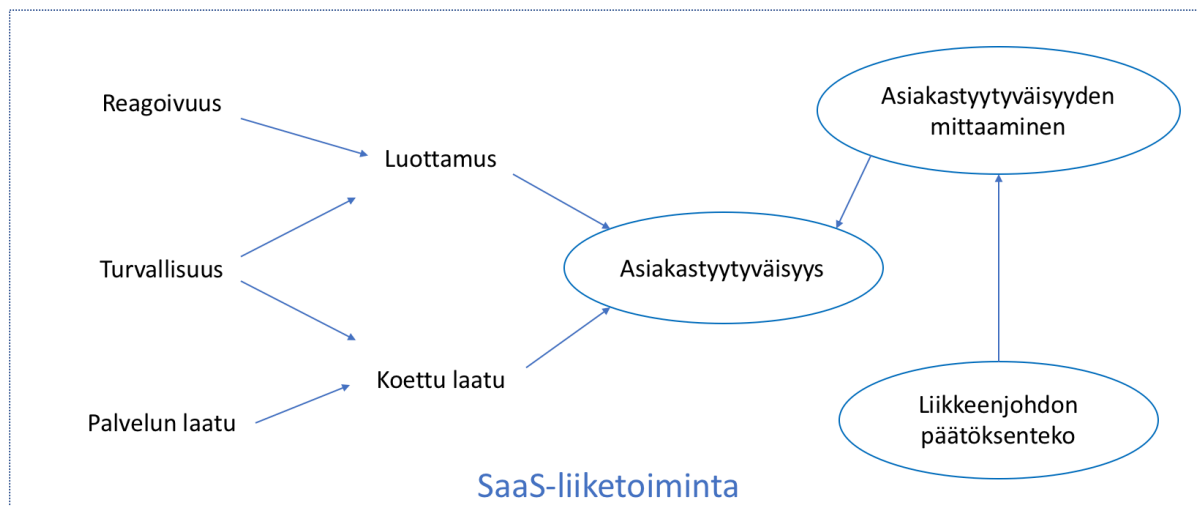 Reagoivuus
Luottamus
Turvallisuus
Koettu laatu
Palvelun laatu
Asiakastyytyväisyys
Asiakastyytyväisyyden
mittaaminen
Liikkeenjohdon
päätöksenteko
SaaS-liiketoiminta